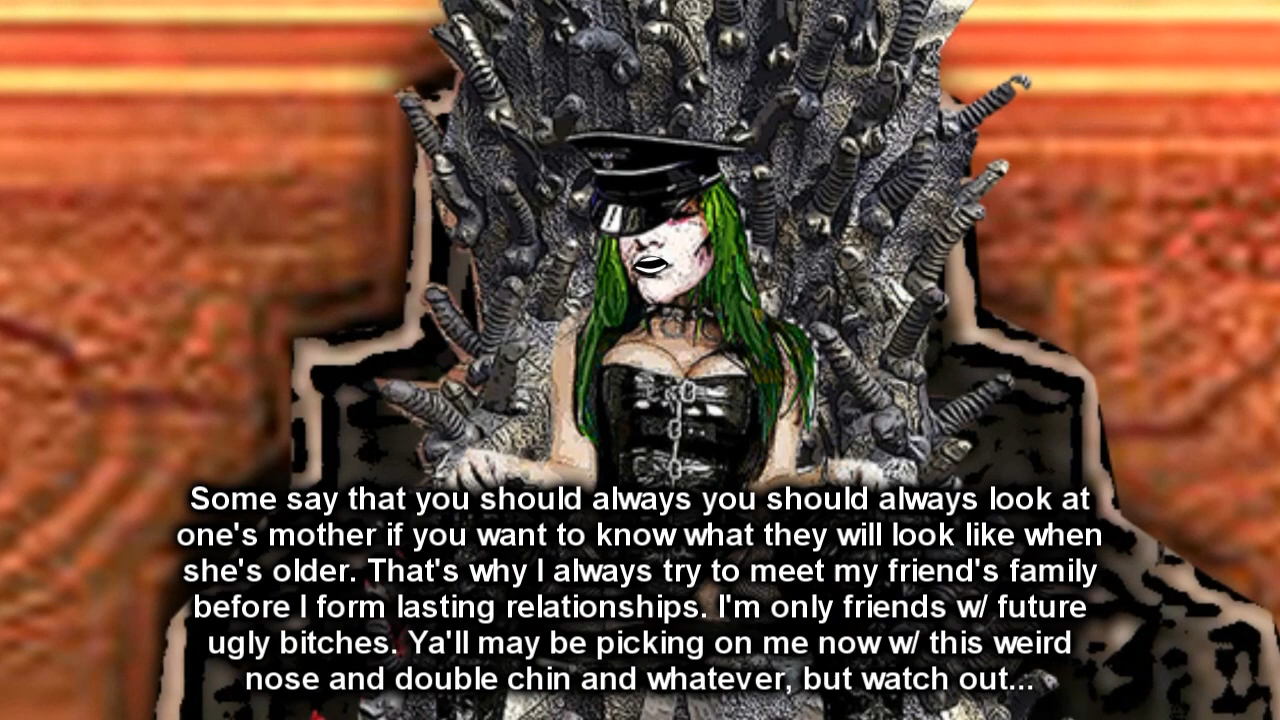 Some say that you should always you should always look at
one's mother if you want to know what they will look like when
she's older. That's why I always try to meet my friend's family
before I form lasting relationships. I'm only friends w/ future
ugly bitches. Ya'll may be picking on me now w/ this weird
nose and double chin and whatever, but watch out...